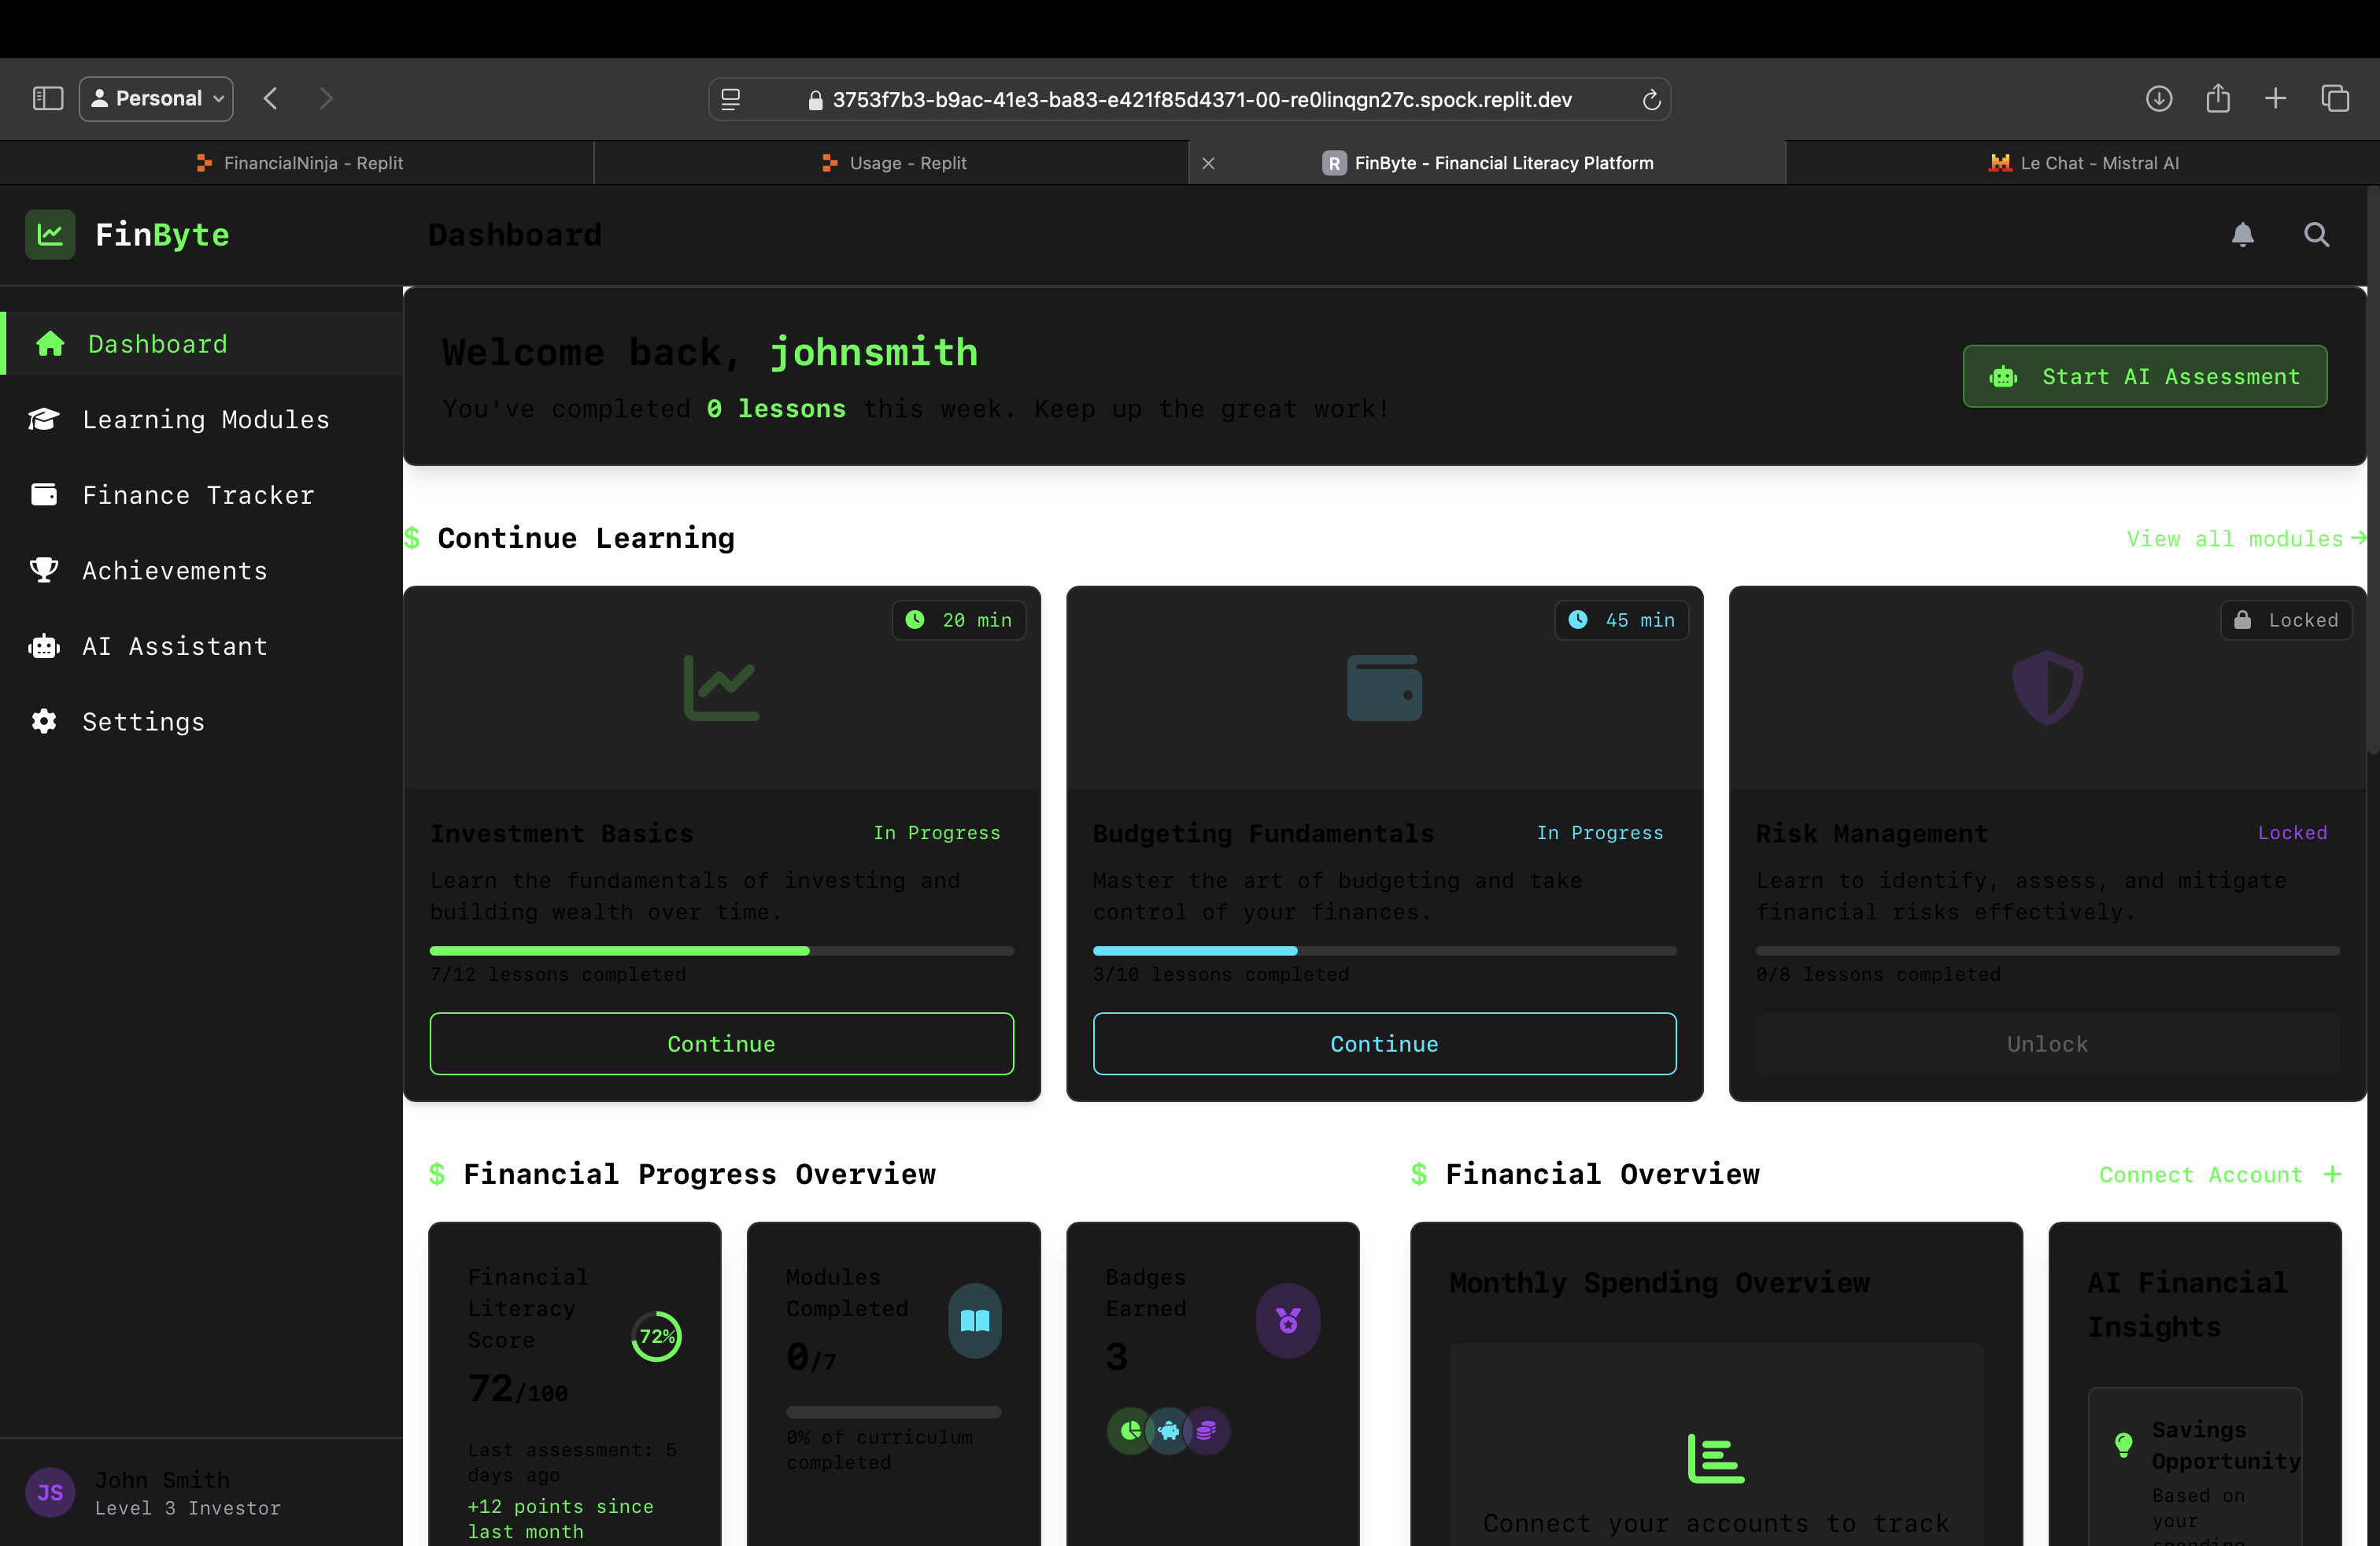 Personal
3753f7b3-b9ac-41e3-ba83-e421f85d4371-00-re0linqgn27c.spock.replit.dev
FinancialNinja - Replit
Usage - Replit
R FinByte - Financial Literacy Platform
Le Chat - Mistral AI
FinByte
Dashboard
Dashboard
Learning Modules
Finance Tracker
Achievements
AI Assistant
Settings
JS
John Smith
Level 3 Investor
Welcome back, johnsmith
You've completed 0 lessons this week. Keep up the great work!
Start AI Assessment
$ Continue Learning
View all modules
20 min
Investment Basics
In Progress
Learn the fundamentals of investing and
building wealth over time.
7/12 lessons completed
Continue
45 min
Budgeting Fundamentals
In Progress
Master the art of budgeting and take
control of your finances.
3/10 lessons completed
Continue
Locked
Risk Management
Locked
Learn to identify, assess, and mitigate
financial risks effectively.
0/8 lessons completed
Unlock
$ Financial Progress Overview
Financial
Literacy
Score
72/100
72%
Last assessment: 5
days ago
+12 points since
last month
Modules
Completed
0/7
0% of curriculum
completed
Badges
Earned
3
$ Financial Overview
Connect Account +
Monthly Spending Overview
Connect your accounts to track
AI Financial
Insights
Savings
Opportunity
Based on
your
spending